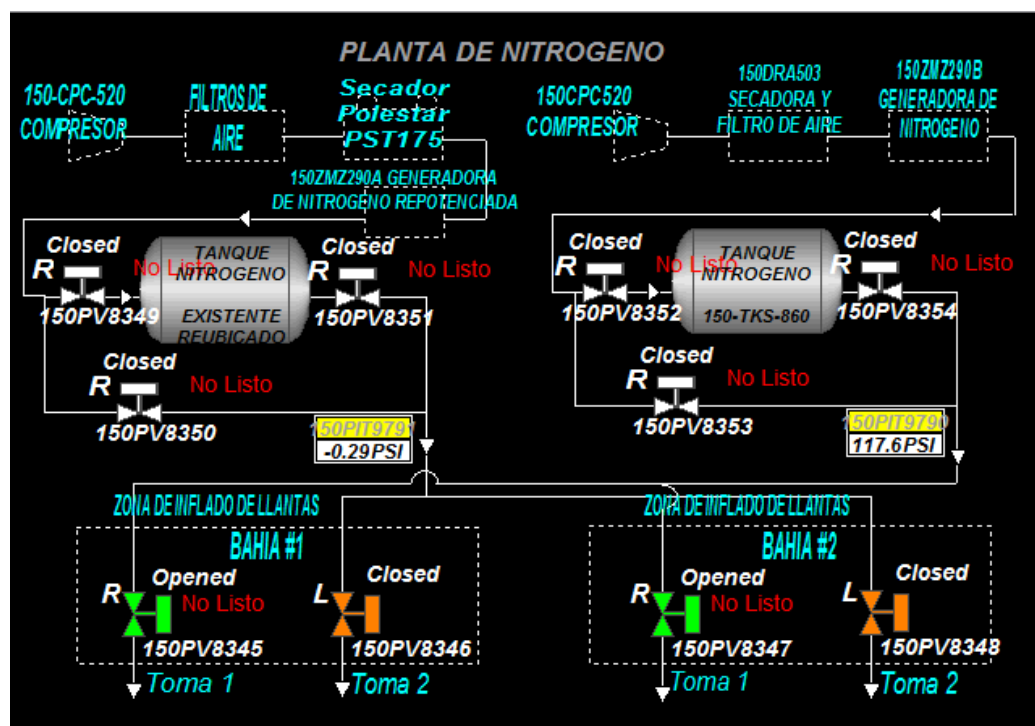 PLANTA DE NITROGENO
150-CPC-520
COMPRESOR
FILTROS DE
AIRE
Secador
Polestar
PST175
150CPC520
COMPRESOR
150DRA503
SECADORA Y
FILTRO DE AIRE
150ZMZ290B
GENERADORA DE
NITROGENO
150ZMZ290A GENERADORA
DE NITROGENO REPOTENCIADA
Closed
R
No Listo
150PV8349
TANQUE
NITROGENO
EXISTENTE
REUBICADO
Closed
R
No Listo
150PV8351
Closed
R
No Listo
150PV8350
150PIT9791
-0.29PSI
Closed
R
No Listo
150PV8352
TANQUE
NITROGENO
150-TKS-860
Closed
R
No Listo
150PV8354
Closed
R
No Listo
150PV8353
150PIT9790
117.6PSI
ZONA DE INFLADO DE LLANTAS
BAHIA #1
R
Opened
No Listo
150PV8345
Toma 1
L
Closed
150PV8346
Toma 2
ZONA DE INFLADO DE LLANTAS
BAHIA #2
R
Opened
No Listo
150PV8347
Toma 1
L
Closed
150PV8348
Toma 2